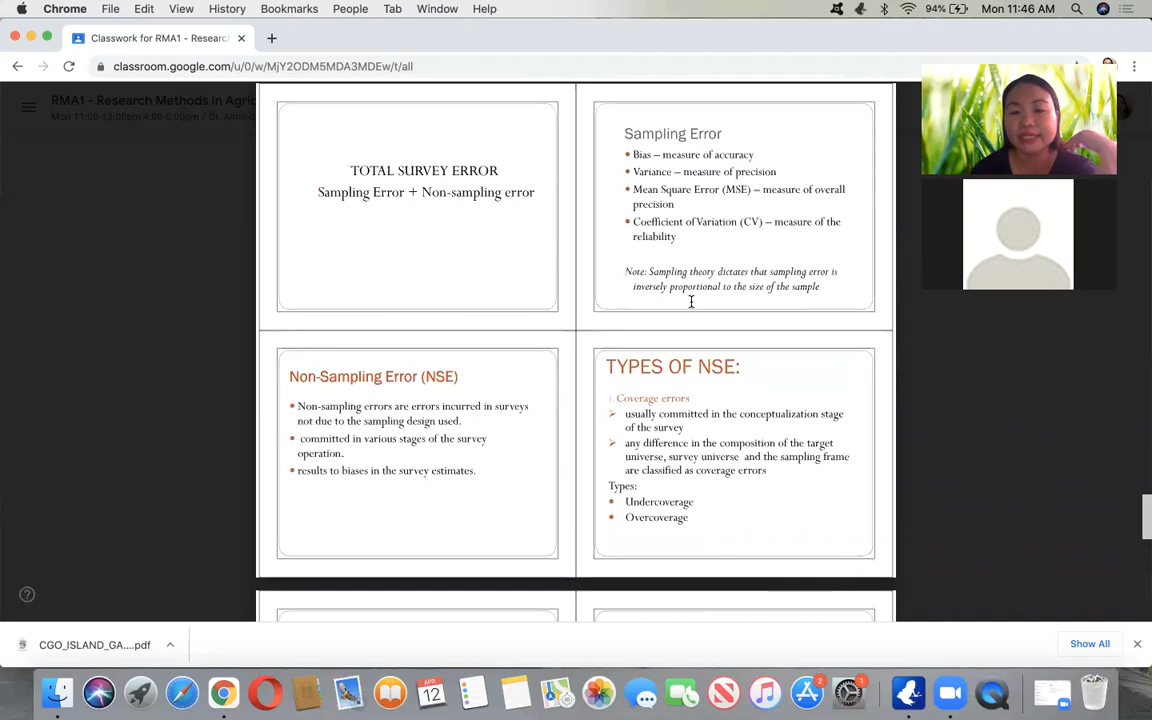 Chrome File Edit View History Bookmarks People Tab Window Help 94% Mon 11:46 AM
Classwork for RMA1 - Researc
classroom.google.com/u/0/w/MjY2ODM5MDA3MDEw/t/all
RMA1 - Research Methods in Agri
Mon 11:00-12:00pm:4:00-6:00pm / Dr. Almino
TOTAL SURVEY ERROR
Sampling Error + Non-sampling error
Sampling Error
• Bias – measure of accuracy
• Variance – measure of precision
• Mean Square Error (MSE) – measure of overall
precision
• Coefficient of Variation (CV) – measure of the
reliability
Note: Sampling theory dictates that sampling error is
inversely proportional to the size of the sample
Non-Sampling Error (NSE)
• Non-sampling errors are errors incurred in surveys
not due to the sampling design used.
• committed in various stages of the survey
operation.
• results to biases in the survey estimates.
TYPES OF NSE:
1. Coverage errors
➢ usually committed in the conceptualization stage
of the survey
➢ any difference in the composition of the target
universe, survey universe and the sampling frame
are classified as coverage errors
Types:
• Undercoverage
• Overcoverage
CGO_ISLAND_GA....pdf
Show All
APR
12
2
1